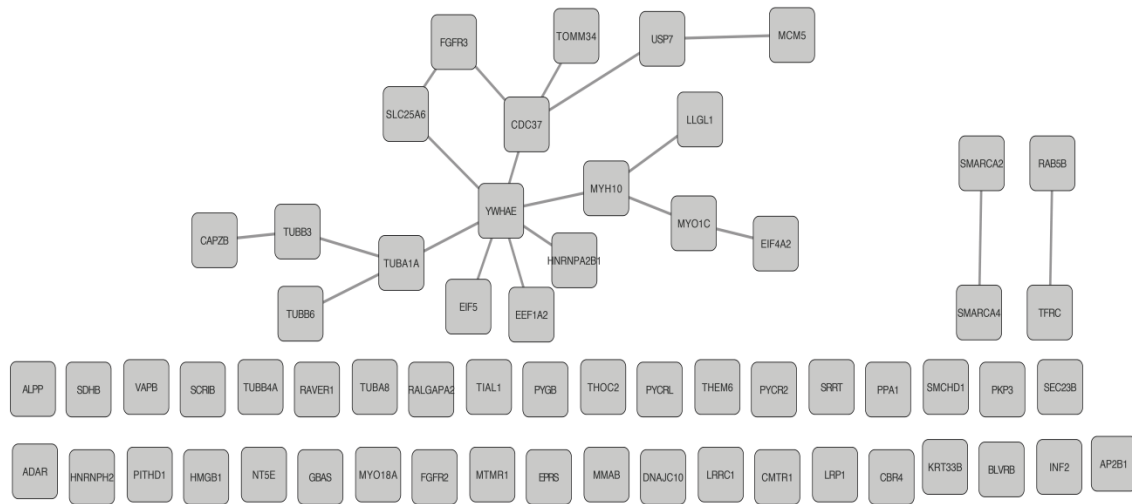 FGFR3
TOMM34
USP7
MCM5
SLC25A6
CDC37
LLGL1
SMARCA2
RAB5B
MYH10
YWHAE
MYO1C
CAPZB
TUBB3
EIF4A2
TUBA1A
HNRNPA2B1
TUBB6
EIF5
EEF1A2
SMARCA4
TFRC
ALPP
SDHB
VAPB
SCRIB
TUBB4A
RAVER1
TUBA8
RALGAPA2
TIAL1
PYGB
THOC2
PYCRL
THEM6
PYCR2
SRRT
PPA1
SMCHD1
PKP3
SEC23B
ADAR
HNRNPH2
PITHD1
HMGB1
NT5E
GBAS
MYO18A
FGFR2
MTMR1
EPRS
MMAB
DNAJC10
LRRC1
CMTR1
LRP1
CBR4
KRT33B
BLVRB
INF2
AP2B1